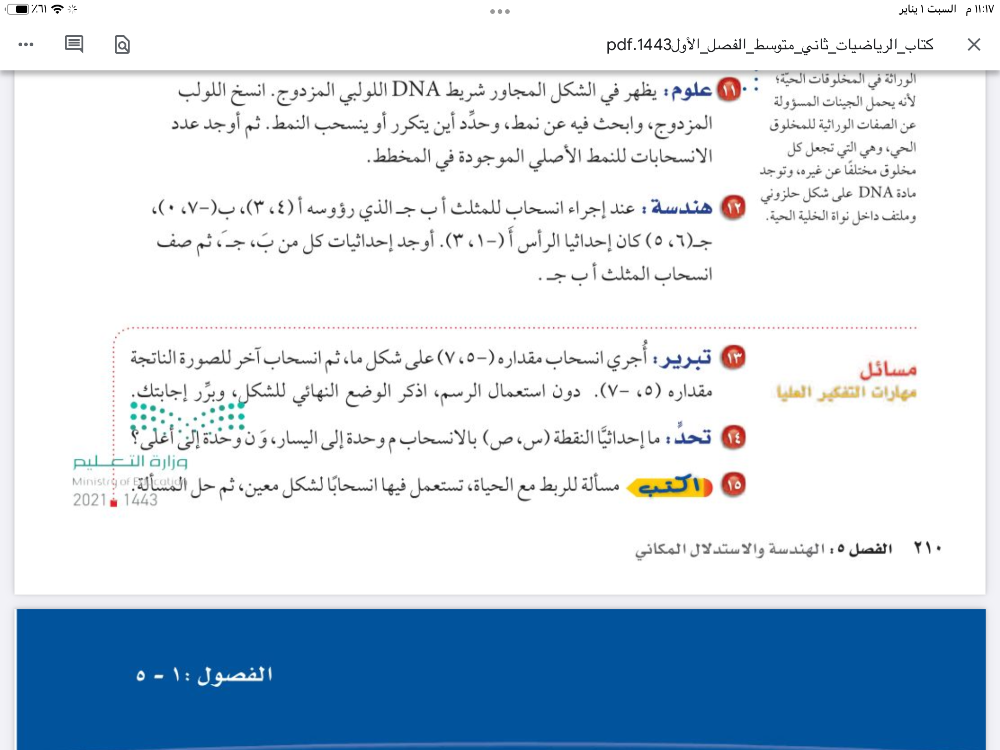 ١١:١٧ م السبت ١ يناير
٦١٪
كتاب_الرياضيات_ثاني_متوسط_الفصل_الأول1443.pdf
الوراثة في المخلوقات الحيّة؛
لأنه يحمل الجينات المسؤولة
عن الصفات الوراثية للمخلوق
الحي، وهي التي تجعل كل
مخلوق مختلفًا عن غيره، وتوجد
مادة DNA على شكل حلزوني
وملتف داخل نواة الخلية الحية.
١١ علوم: يظهر في الشكل المجاور شريط DNA اللولبي المزدوج. انسخ اللولب
المزدوج، وابحث فيه عن نمط، وحدِّد أين يتكرر أو ينسحب النمط. ثم أوجد عدد
الانسحابات للنمط الأصلي الموجودة في المخطط.
١٢ هندسة: عند إجراء انسحاب للمثلث أ ب جـ الذي رؤوسه أ (٤، ٣)، ب(-٧، ٠)،
جـ(٦، ٥) كان إحداثيا الرأس أَ (-١، ٣). أوجد إحداثيات كل من بَ، جـَ، ثم صف
انسحاب المثلث أ ب جـ .
مسائل
مهارات التفكير العليا
١٣ تبرير: أُجري انسحاب مقداره (-٥، ٧) على شكل ما، ثم انسحاب آخر للصورة الناتجة
مقداره (٥، -٧). دون استعمال الرسم، اذكر الوضع النهائي للشكل، وبرِّر إجابتك.
١٤ تحدٍّ: ما إحداثيَّا النقطة (س، ص) بالانسحاب م وحدة إلى اليسار، وَ ن وحدة إلى أعلى؟
١٥ اكتب مسألة للربط مع الحياة، تستعمل فيها انسحابًا لشكل معين، ثم حل المسألة.
وزارة التعليم
Ministry of Education
2021 1443
٢١٠ الفصل ٥: الهندسة والاستدلال المكاني
الفصول: ١ - ٥